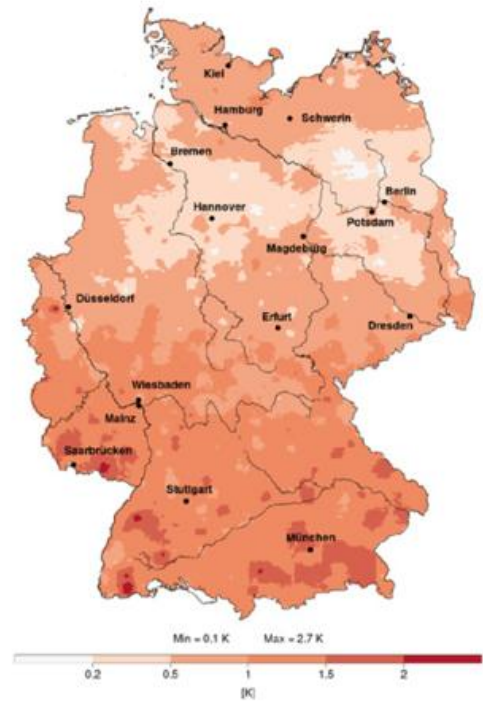 Kiel
Hamburg
Schwerin
Bremen
Berlin
Hannover
Potsdam
Magdeburg
Düsseldorf
Erfurt
Dresden
Wiesbaden
Mainz
Saarbrücken
Stuttgart
München
Min = 0.1 K Max = 2.7 K
0.2 0.5 1 1.5 2
[K]